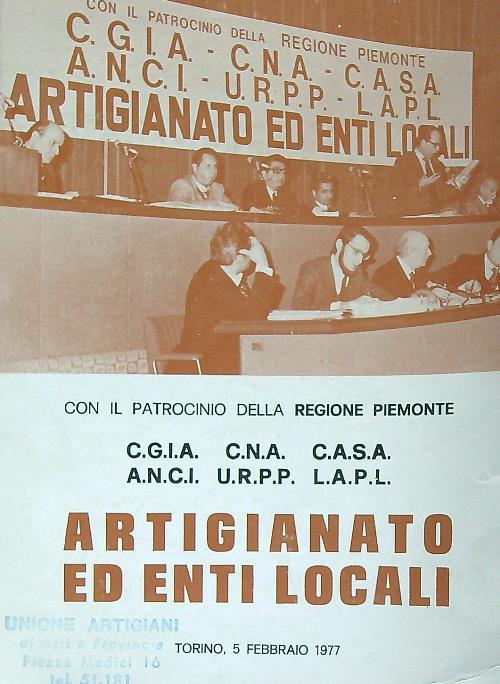 CON IL PATROCINIO DELLA REGIONE PIEMONTE
C.G.I.A. - C.N.A. - C.A.S.A.
A.N.C.I. - U.R.P.P. - L.A.P.L.
ARTIGIANATO ED ENTI LOCALI
CON IL PATROCINIO DELLA REGIONE PIEMONTE
C.G.I.A. C.N.A. C.A.S.A.
A.N.C.I. U.R.P.P. L.A.P.L.
ARTIGIANATO
ED ENTI LOCALI
UNIONE ARTIGIANI
di Asti e Provincia
Piazza Medici 16
tel. 51.181
TORINO, 5 FEBBRAIO 1977